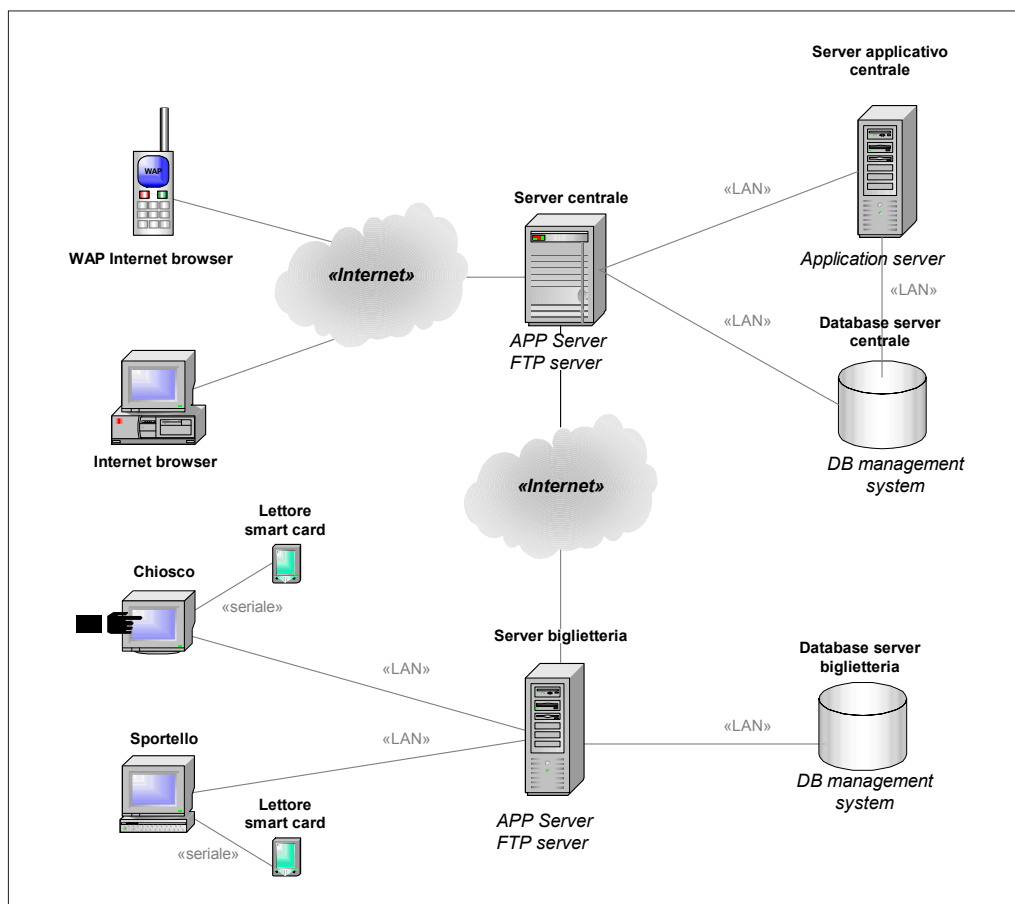 Server applicativo
centrale
WAP
«LAN»
Server centrale
WAP Internet browser
«Internet»
Application server
«LAN»
«LAN»
Database server
centrale
APP Server
FTP server
Internet browser
DB management
system
«Internet»
Lettore
smart card
Chiosco
«seriale»
Server biglietteria
Database server
biglietteria
«LAN»
«LAN»
Sportello
«LAN»
DB management
system
Lettore
smart card
APP Server
FTP server
«seriale»